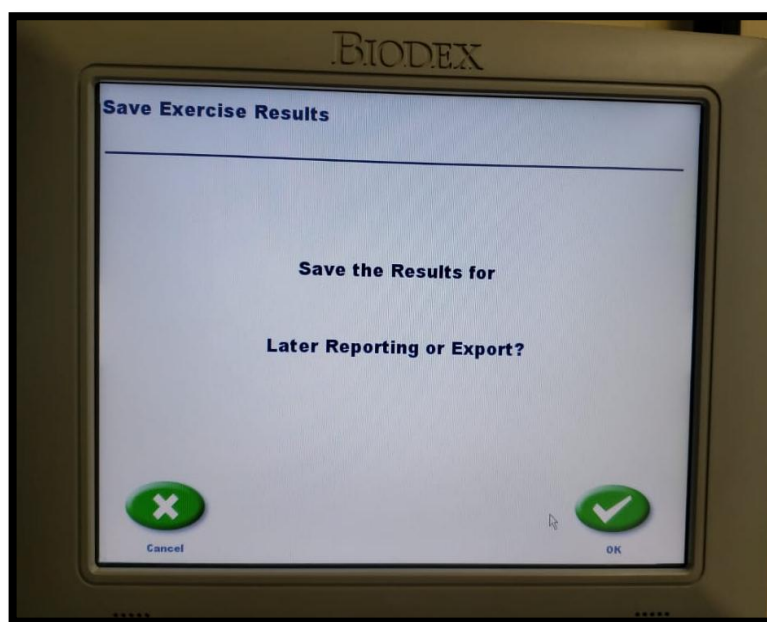 BIODEX
Save Exercise Results
Save the Results for
Later Reporting or Export?
Cancel
OK